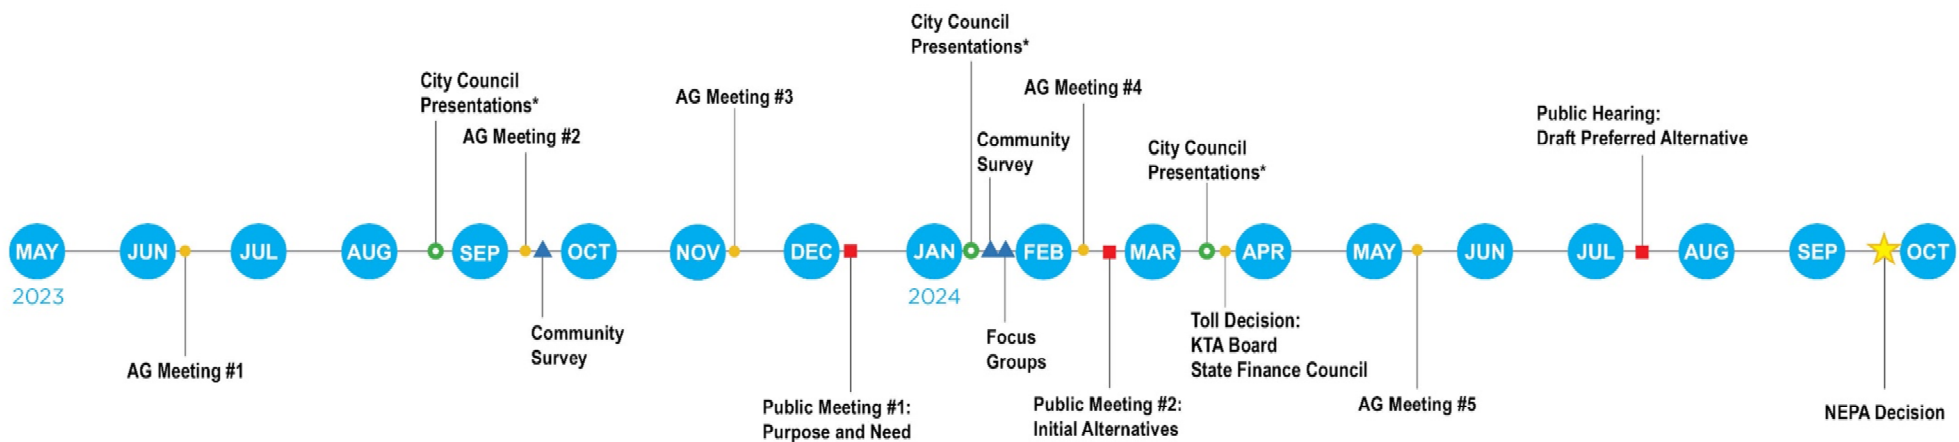 City Council
Presentations*
City Council
Presentations*
AG Meeting #2
AG Meeting #3
Community
Survey
AG Meeting #4
City Council
Presentations*
Public Hearing:
Draft Preferred Alternative
MAY JUN JUL AUG SEP OCT NOV DEC JAN FEB MAR APR MAY JUN JUL AUG SEP OCT
2023 2024
AG Meeting #1
Community
Survey
Public Meeting #1:
Purpose and Need
Focus
Groups
Public Meeting #2:
Initial Alternatives
Toll Decision:
KTA Board
State Finance Council
AG Meeting #5
NEPA Decision